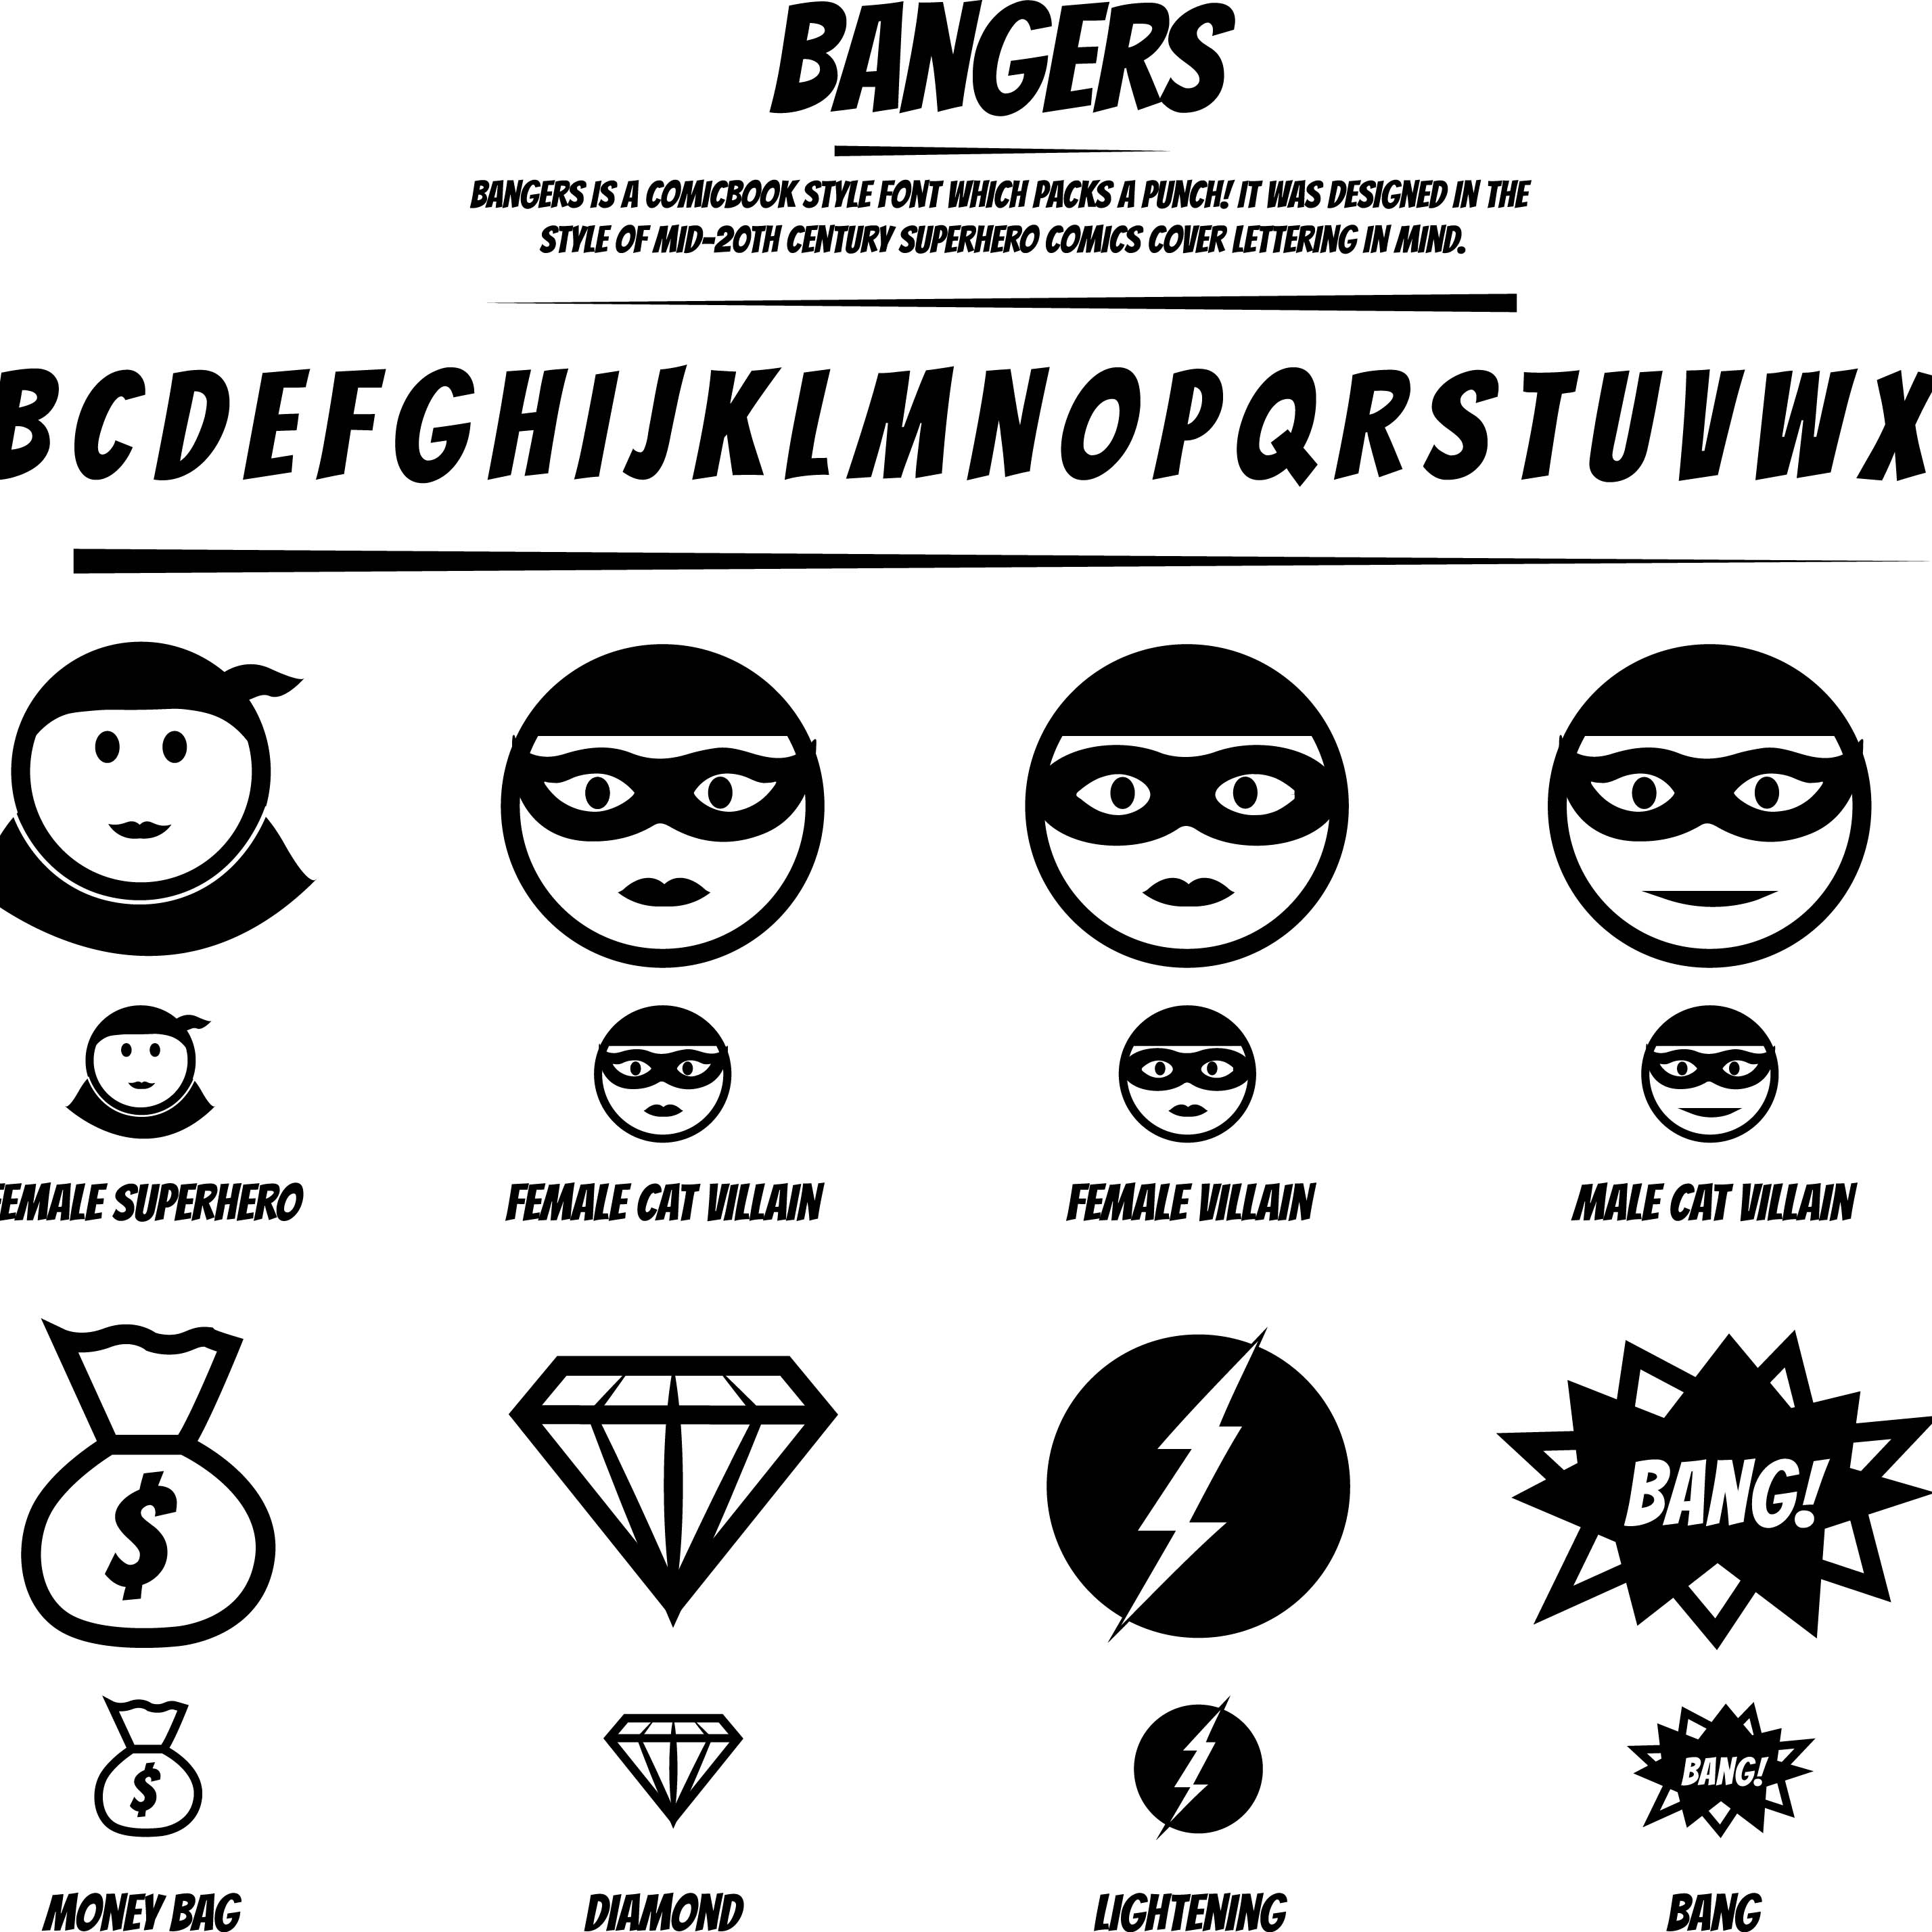 BANGERS
BANGERS IS A COMICBOOK STYLE FONT WHICH PACKS A PUNCH! IT WAS DESIGNED IN THE
STYLE OF MID-20TH CENTURY SUPERHERO COMICS COVER LETTERING IN MIND.
BCDEFGHIJKLMNOPQRSTUVWX
FEMALE SUPERHERO
FEMALE CAT VILLAIN
FEMALE VILLAIN
MALE CAT VILLAIN
$
BANG!
$
BANG!
MONEY BAG
DIAMOND
LIGHTENING
BANG